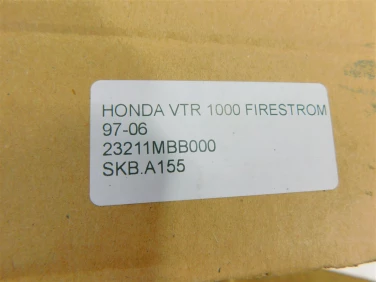 HONDA VTR 1000 FIRESTROM
97-06
23211MBB000
SKB.A155